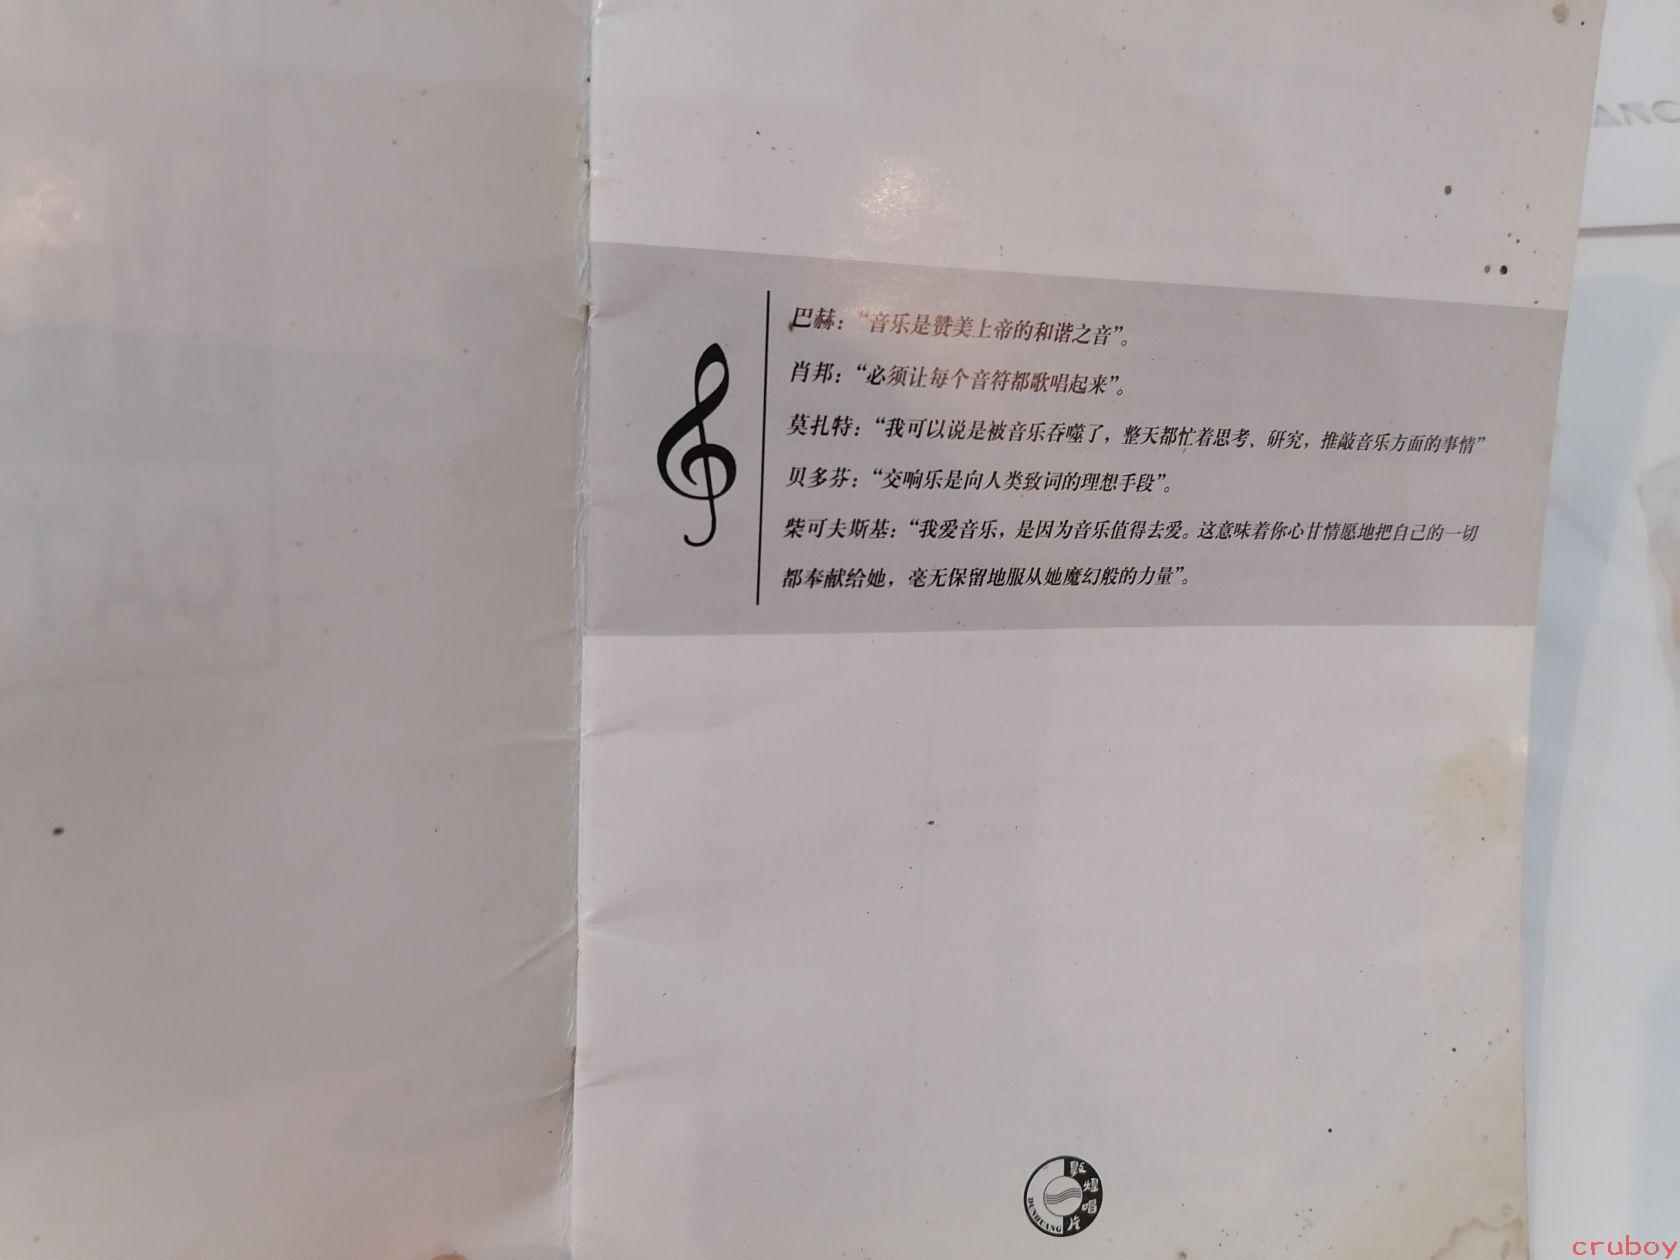 巴赫：“音乐是赞美上帝的和谐之音”。
肖邦：“必须让每个音符都歌唱起来”。
莫扎特：“我可以说是被音乐吞噬了，整天都忙着思考、研究，推敲音乐方面的事情”
贝多芬：“交响乐是向人类致词的理想手段”。
柴可夫斯基：“我爱音乐，是因为音乐值得去爱。这意味着你心甘情愿地把自己的一切
都奉献给她，毫无保留地服从她魔幻般的力量”。
敦煌唱片
DUNHUANG
cruboy